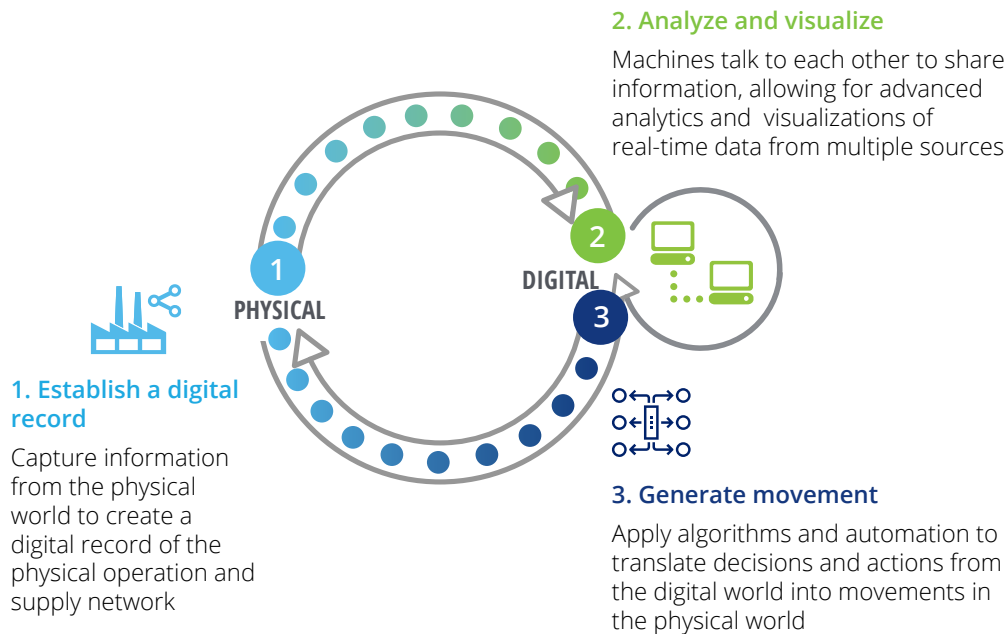 2. Analyze and visualize
Machines talk to each other to share
information, allowing for advanced
analytics and visualizations of
real-time data from multiple sources
1
PHYSICAL
2
DIGITAL
3
1. Establish a digital
record
Capture information
from the physical
world to create a
digital record of the
physical operation and
supply network
3. Generate movement
Apply algorithms and automation to
translate decisions and actions from
the digital world into movements in
the physical world